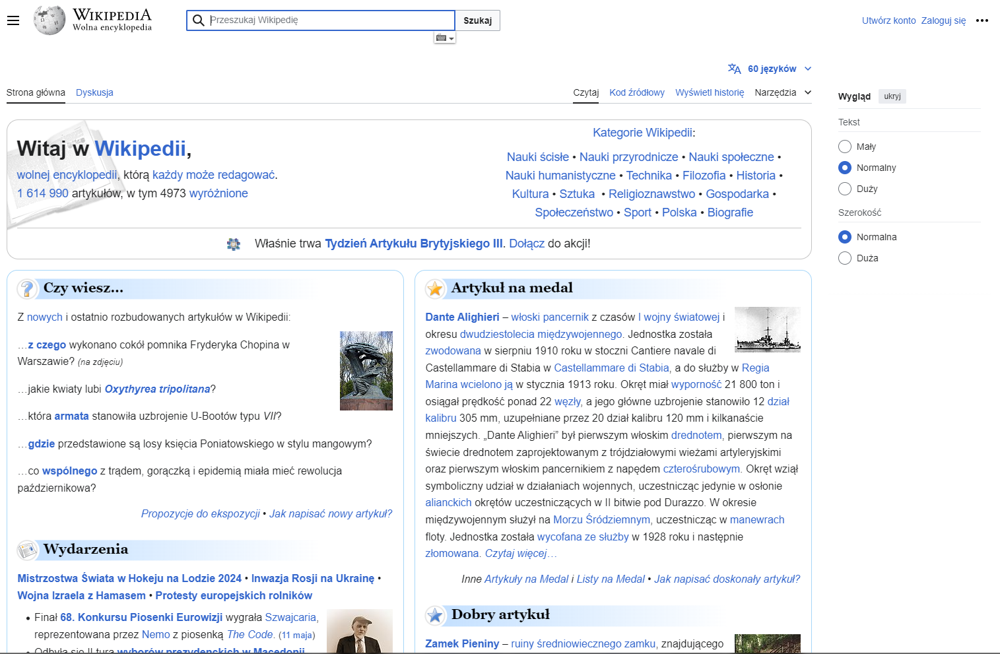 WIKIPEDIA
Wolna encyklopedia
Przeszukaj Wikipedię
Szukaj
Utwórz konto Zaloguj się
60 języków
Strona główna Dyskusja
Czytaj Kod źródłowy Wyświetl historię Narzędzia
Witaj w Wikipedii,
wolnej encyklopedii, którą każdy może redagować.
1 614 990 artykułów, w tym 4973 wyróżnione
Kategorie Wikipedii:
Nauki ścisłe • Nauki przyrodnicze • Nauki społeczne •
Nauki humanistyczne • Technika • Filozofia • Historia •
Kultura • Sztuka • Religioznawstwo • Gospodarka •
Społeczeństwo • Sport • Polska • Biografie
Właśnie trwa Tydzień Artykułu Brytyjskiego III. Dołącz do akcji!
Czy wiesz…
Z nowych i ostatnio rozbudowanych artykułów w Wikipedii:
…z czego wykonano cokół pomnika Fryderyka Chopina w
Warszawie? (na zdjęciu)
…jakie kwiaty lubi Oxythyrea tripolitana?
…która armata stanowiła uzbrojenie U-Bootów typu VII?
…gdzie przedstawione są losy księcia Poniatowskiego w stylu mangowym?
…co wspólnego z trądem, gorączką i epidemią miała mieć rewolucja
październikowa?
Propozycje do ekspozycji • Jak napisać nowy artykuł?
Wydarzenia
Mistrzostwa Świata w Hokeju na Lodzie 2024 • Inwazja Rosji na Ukrainę •
Wojna Izraela z Hamasem • Protesty europejskich rolników
• Finał 68. Konkursu Piosenki Eurowizji wygrała Szwajcaria,
reprezentowana przez Nemo z piosenką The Code. (11 maja)
• Odbyła się II tura wyborów prezydenckich w Macedonii
Artykuł na medal
Dante Alighieri – włoski pancernik z czasów I wojny światowej i
okresu dwudziestolecia międzywojennego. Jednostka została
zwodowana w sierpniu 1910 roku w stoczni Cantiere navale di
Castellammare di Stabia w Castellammare di Stabia, a do służby w Regia
Marina wcielono ją w stycznia 1913 roku. Okręt miał wyporność 21 800 ton i
osiągał prędkość ponad 22 węzły, a jego główne uzbrojenie stanowiło 12 dział
kalibru 305 mm, uzupełniane przez 20 dział kalibru 120 mm i kilkanaście
mniejszych. „Dante Alighieri” był pierwszym włoskim drednotem, pierwszym na
świecie drednotem zaprojektowanym z trójdziałowymi wieżami artyleryjskimi
oraz pierwszym włoskim pancernikiem z napędem czterośrubowym. Okręt wziął
symboliczny udział w działaniach wojennych, uczestnicząc jedynie w osłonie
alianckich okrętów uczestniczących w II bitwie pod Durazzo. W okresie
międzywojennym służył na Morzu Śródziemnym, uczestnicząc w manewrach
floty. Jednostka została wycofana ze służby w 1928 roku i następnie
złomowana. Czytaj więcej…
Inne Artykuły na Medal i Listy na Medal • Jak napisać doskonały artykuł?
Dobry artykuł
Zamek Pieniny – ruiny średniowiecznego zamku, znajdującego
Wygląd ukryj
Tekst
Mały
Normalny
Duży
Szerokość
Normalna
Duża